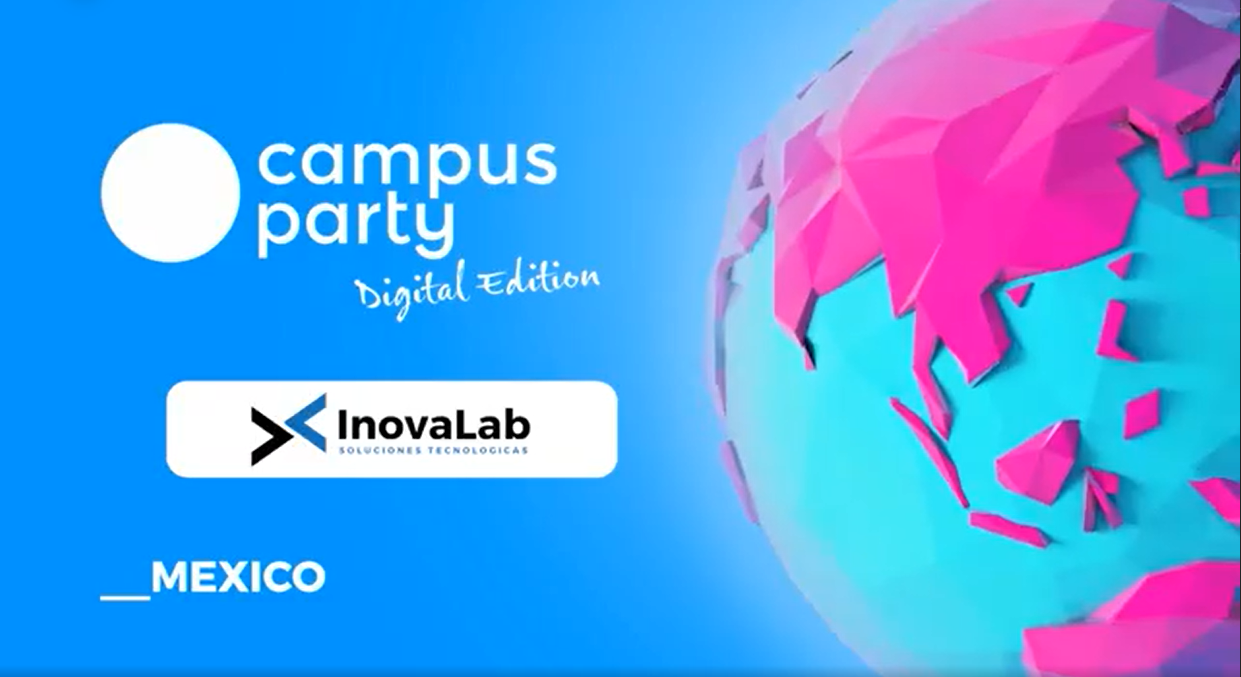 campus
party
Digital Edition
InovaLab
SOLUCIONES TECNOLOGICAS
__MEXICO